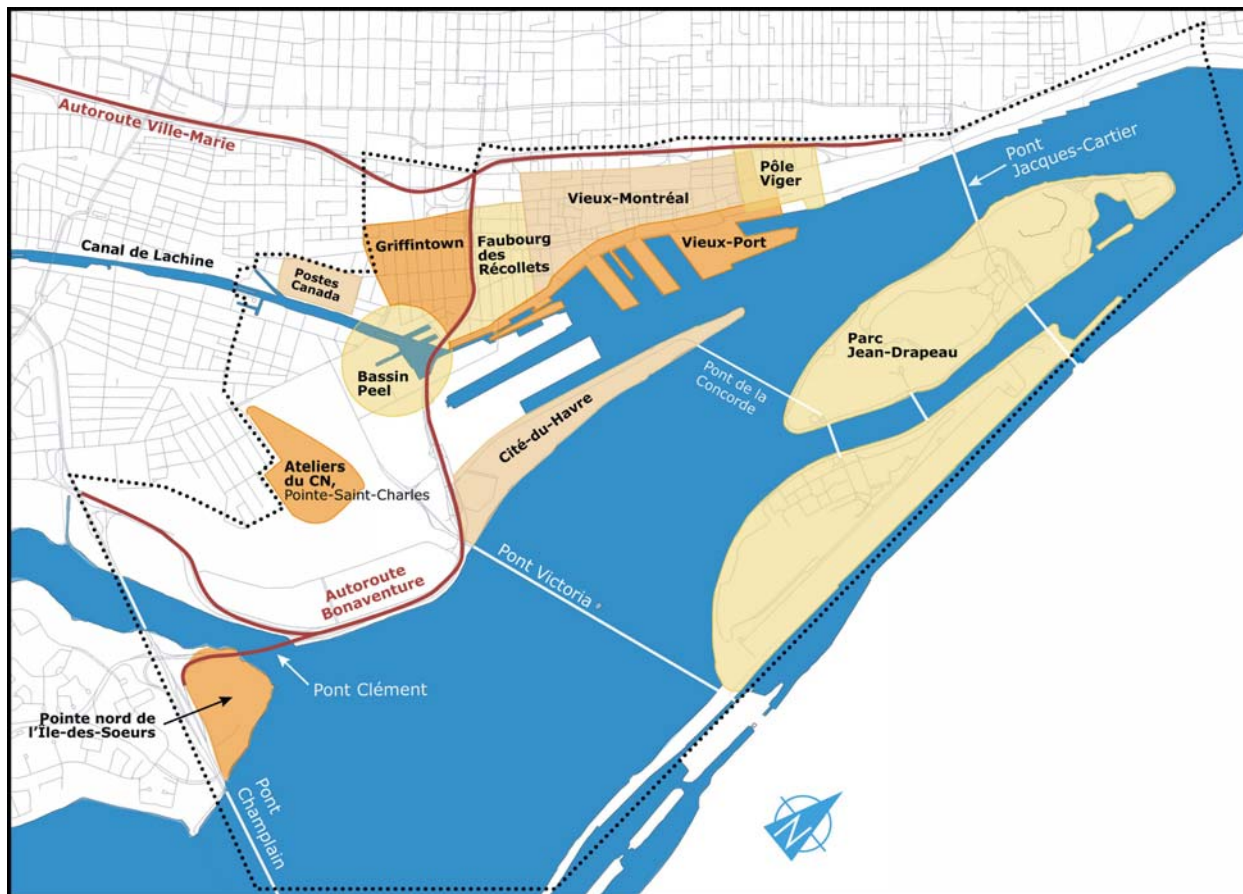 Autoroute Ville-Marie
Pont
Jacques-Cartier
Pôle
Viger
Vieux-Montréal
Griffintown
Faubourg
des
Récollets
Vieux-Port
Canal de Lachine
Postes
Canada
Parc
Jean-Drapeau
Bassin
Peel
Pont de la
Concorde
Cité-du-Havre
Ateliers
du CN,
Pointe-Saint-Charles
Pont Victoria
Autoroute
Bonaventure
Pont Clément
Pointe nord de
l'Île-des-Soeurs
Pont
Champlain
N